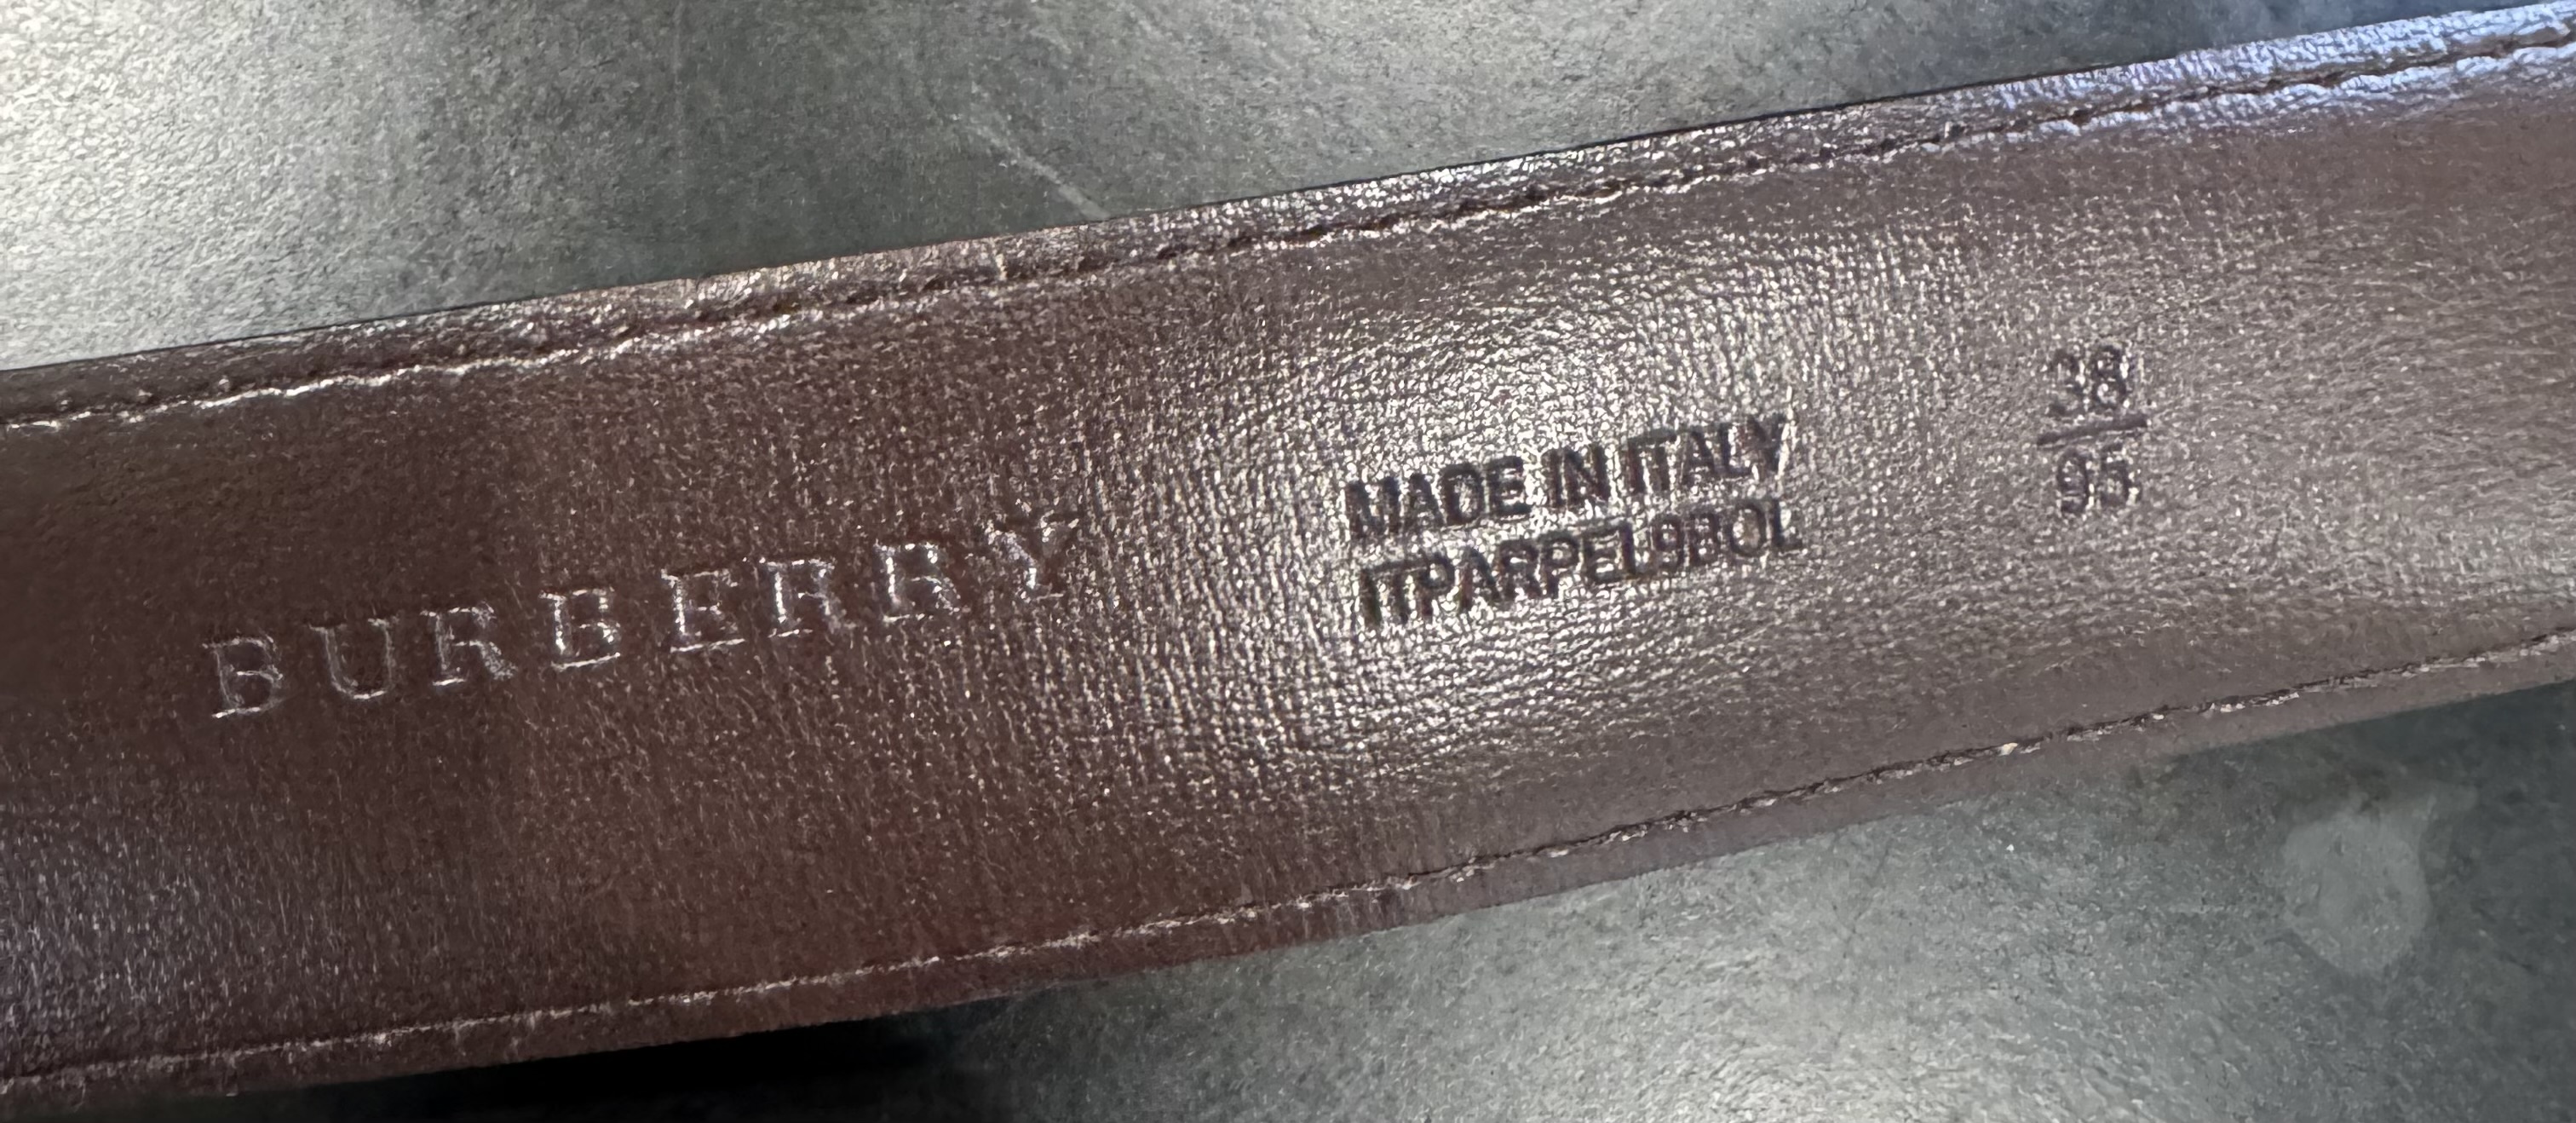 BURBERRY
MADE IN ITALY
ITPARPEL9BOL
38
95